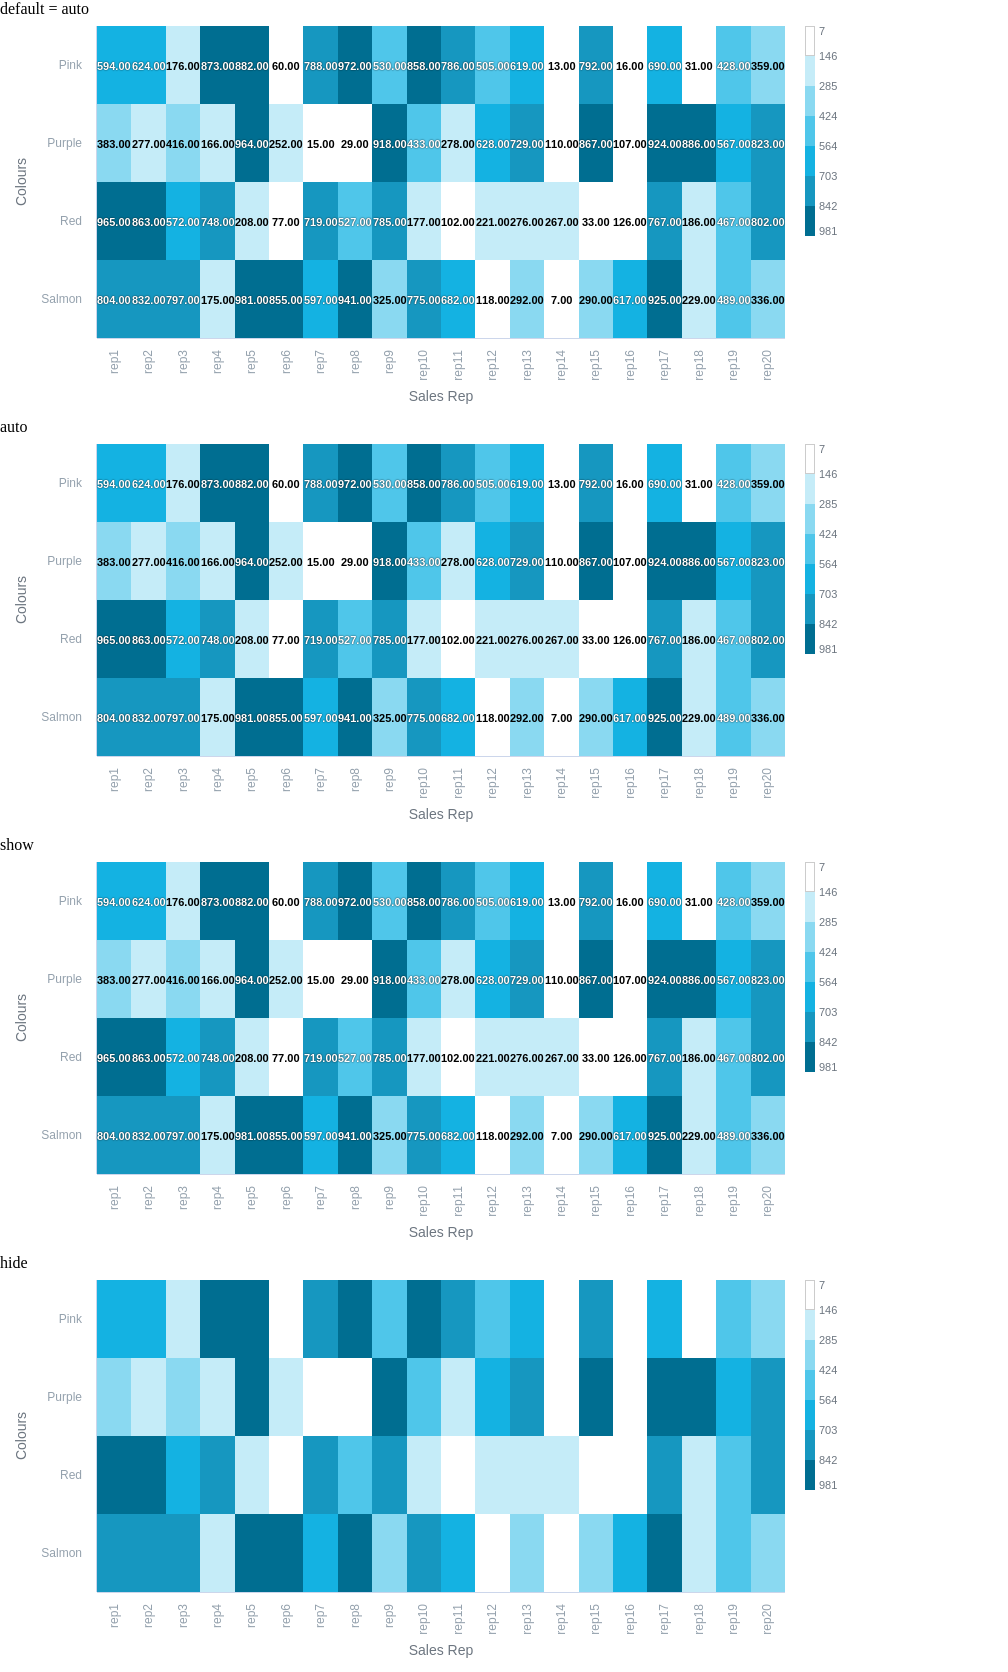 default = auto
Pink 594.00 624.00 176.00 873.00 882.00 60.00 788.00 972.00 530.00 858.00 786.00 505.00 619.00 13.00 792.00 16.00 690.00 31.00 428.00 359.00
Purple 383.00 277.00 416.00 166.00 964.00 252.00 15.00 29.00 918.00 433.00 278.00 628.00 729.00 110.00 867.00 107.00 924.00 886.00 567.00 823.00
Red 965.00 863.00 572.00 748.00 208.00 77.00 719.00 527.00 785.00 177.00 102.00 221.00 276.00 267.00 33.00 126.00 767.00 186.00 467.00 802.00
Salmon 804.00 832.00 797.00 175.00 981.00 855.00 597.00 941.00 325.00 775.00 682.00 118.00 292.00 7.00 290.00 617.00 925.00 229.00 489.00 336.00
Colours
rep1 rep2 rep3 rep4 rep5 rep6 rep7 rep8 rep9 rep10 rep11 rep12 rep13 rep14 rep15 rep16 rep17 rep18 rep19 rep20
Sales Rep
7
146
285
424
564
703
842
981
auto
Pink 594.00 624.00 176.00 873.00 882.00 60.00 788.00 972.00 530.00 858.00 786.00 505.00 619.00 13.00 792.00 16.00 690.00 31.00 428.00 359.00
Purple 383.00 277.00 416.00 166.00 964.00 252.00 15.00 29.00 918.00 433.00 278.00 628.00 729.00 110.00 867.00 107.00 924.00 886.00 567.00 823.00
Red 965.00 863.00 572.00 748.00 208.00 77.00 719.00 527.00 785.00 177.00 102.00 221.00 276.00 267.00 33.00 126.00 767.00 186.00 467.00 802.00
Salmon 804.00 832.00 797.00 175.00 981.00 855.00 597.00 941.00 325.00 775.00 682.00 118.00 292.00 7.00 290.00 617.00 925.00 229.00 489.00 336.00
Colours
rep1 rep2 rep3 rep4 rep5 rep6 rep7 rep8 rep9 rep10 rep11 rep12 rep13 rep14 rep15 rep16 rep17 rep18 rep19 rep20
Sales Rep
7
146
285
424
564
703
842
981
show
Pink 594.00 624.00 176.00 873.00 882.00 60.00 788.00 972.00 530.00 858.00 786.00 505.00 619.00 13.00 792.00 16.00 690.00 31.00 428.00 359.00
Purple 383.00 277.00 416.00 166.00 964.00 252.00 15.00 29.00 918.00 433.00 278.00 628.00 729.00 110.00 867.00 107.00 924.00 886.00 567.00 823.00
Red 965.00 863.00 572.00 748.00 208.00 77.00 719.00 527.00 785.00 177.00 102.00 221.00 276.00 267.00 33.00 126.00 767.00 186.00 467.00 802.00
Salmon 804.00 832.00 797.00 175.00 981.00 855.00 597.00 941.00 325.00 775.00 682.00 118.00 292.00 7.00 290.00 617.00 925.00 229.00 489.00 336.00
Colours
rep1 rep2 rep3 rep4 rep5 rep6 rep7 rep8 rep9 rep10 rep11 rep12 rep13 rep14 rep15 rep16 rep17 rep18 rep19 rep20
Sales Rep
7
146
285
424
564
703
842
981
hide
Pink
Purple
Red
Salmon
Colours
rep1 rep2 rep3 rep4 rep5 rep6 rep7 rep8 rep9 rep10 rep11 rep12 rep13 rep14 rep15 rep16 rep17 rep18 rep19 rep20
Sales Rep
7
146
285
424
564
703
842
981